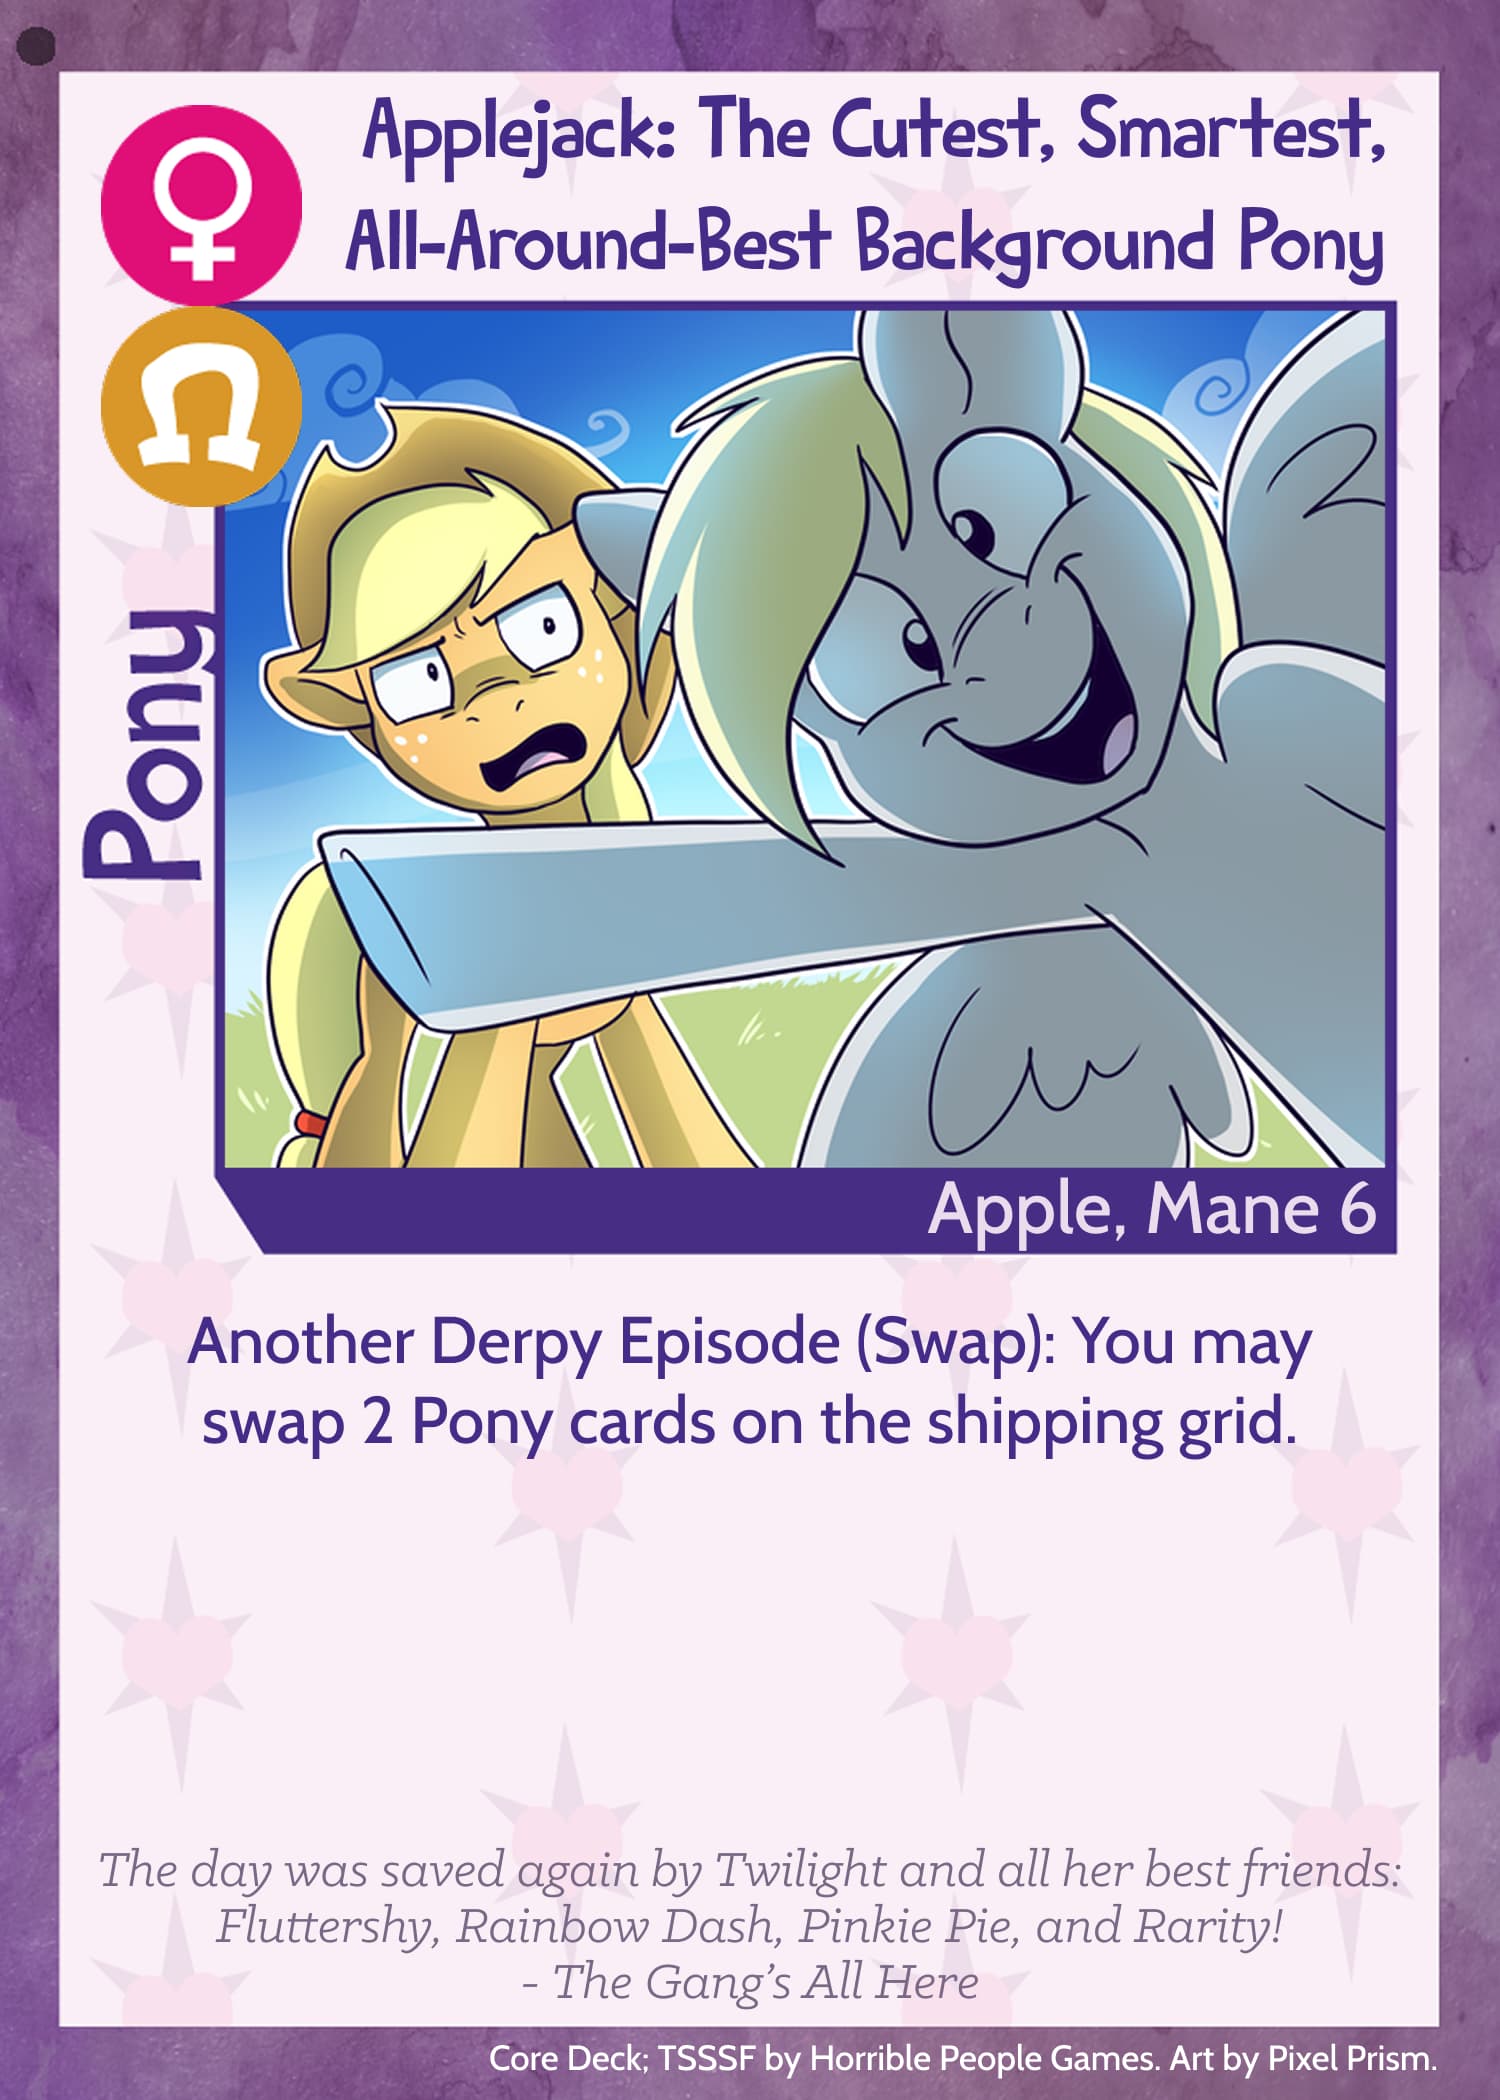 Applejack: The Cutest, Smartest,
All-Around-Best Background Pony
Pony
Apple, Mane 6
Another Derpy Episode (Swap): You may
swap 2 Pony cards on the shipping grid.
The day was saved again by Twilight and all her best friends:
Fluttershy, Rainbow Dash, Pinkie Pie, and Rarity!
- The Gang’s All Here
Core Deck; TSSSF by Horrible People Games. Art by Pixel Prism.